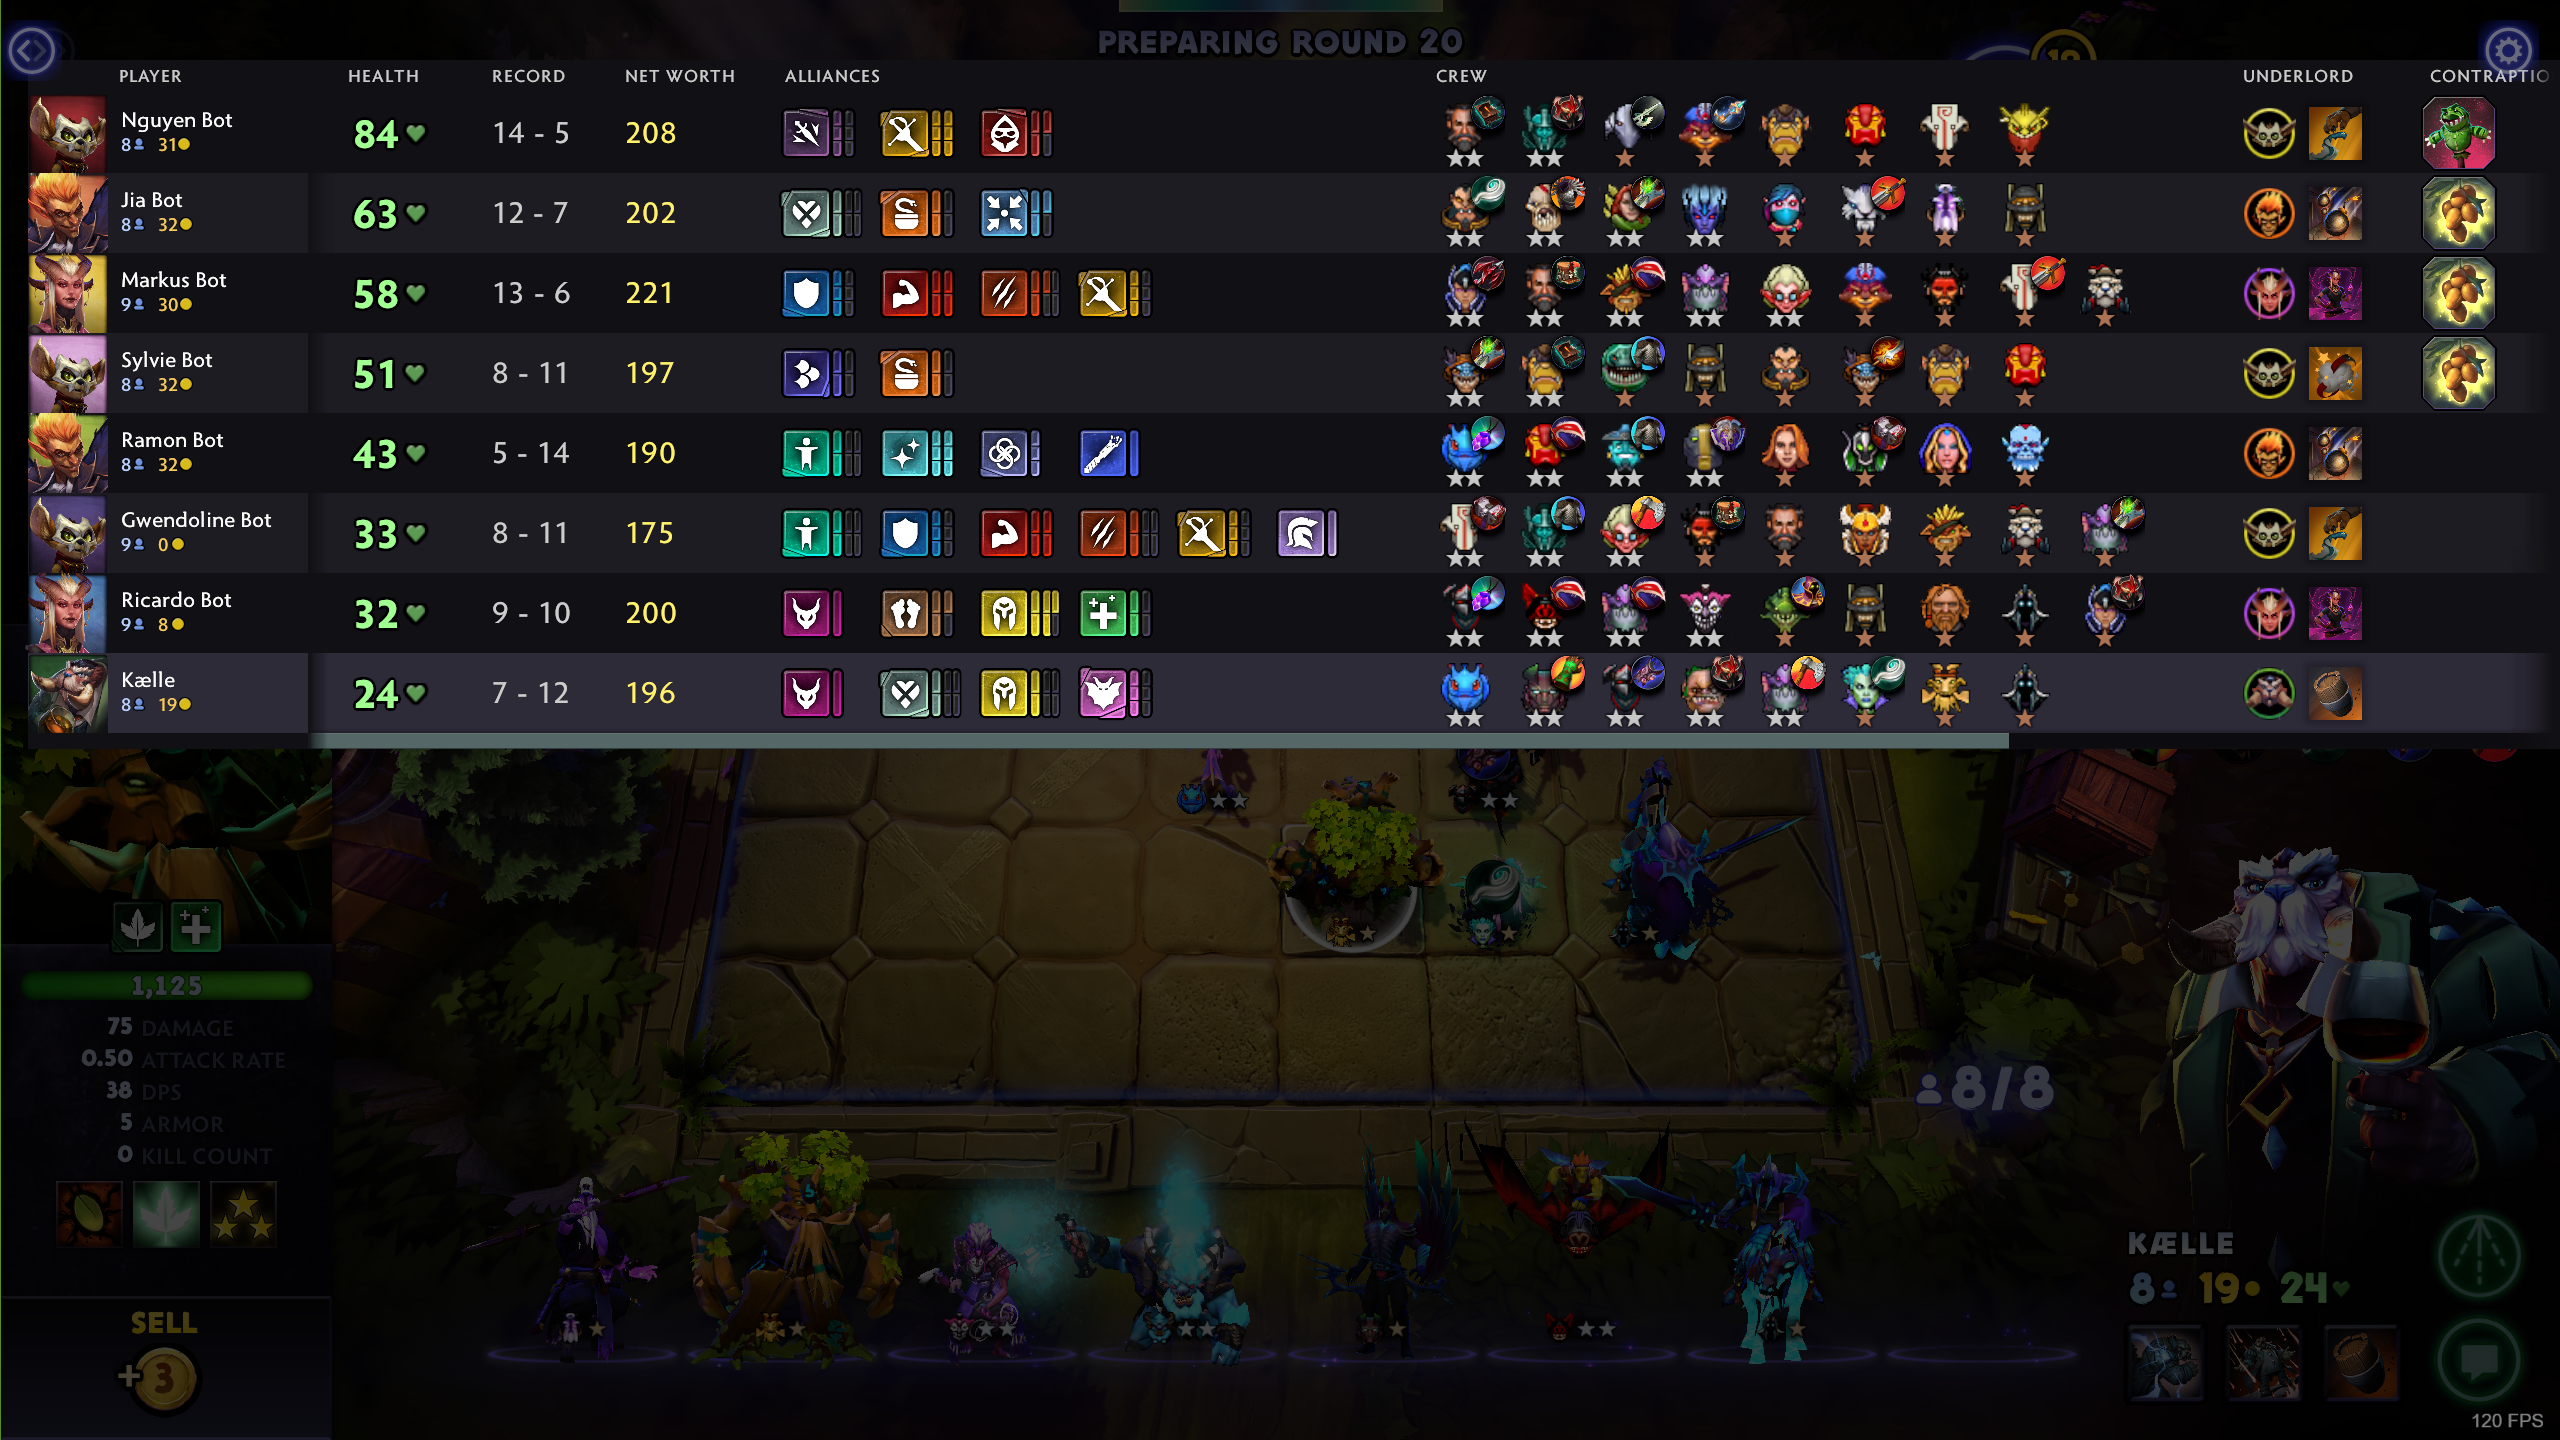 PREPARING ROUND 20
PLAYER HEALTH RECORD NET WORTH ALLIANCES CREW UNDERLORD CONTRAPTIO
Nguyen Bot
8 31
84 14 - 5 208
Jia Bot
8 32
63 12 - 7 202
Markus Bot
9 30
58 13 - 6 221
Sylvie Bot
8 32
51 8 - 11 197
Ramon Bot
8 32
43 5 - 14 190
Gwendoline Bot
9 0
33 8 - 11 175
Ricardo Bot
9 8
32 9 - 10 200
Kælle
8 19
24 7 - 12 196
1,125
75 DAMAGE
0.50 ATTACK RATE
38 DPS
5 ARMOR
0 KILL COUNT
SELL
+3
8/8
KÆLLE
8 19 24
120 FPS